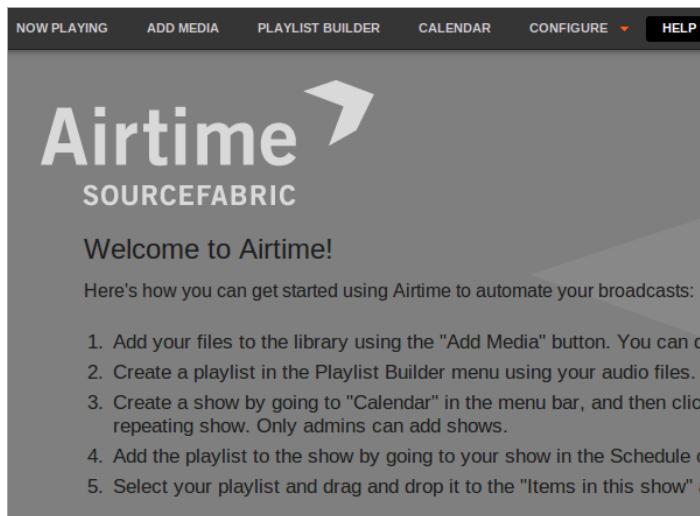 NOW PLAYING ADD MEDIA PLAYLIST BUILDER CALENDAR CONFIGURE HELP
Airtime
SOURCEFABRIC
Welcome to Airtime!
Here's how you can get started using Airtime to automate your broadcasts:
1. Add your files to the library using the "Add Media" button. You can
2. Create a playlist in the Playlist Builder menu using your audio files.
3. Create a show by going to "Calendar" in the menu bar, and then
repeating show. Only admins can add shows.
4. Add the playlist to the show by going to your show in the Schedule
5. Select your playlist and drag and drop it to the "Items in this show"